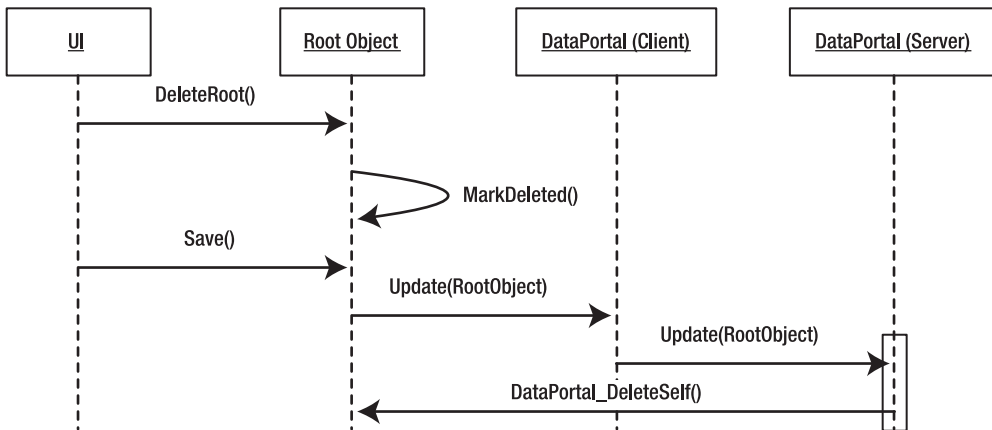 UI
Root Object
DataPortal (Client)
DataPortal (Server)
DeleteRoot()
MarkDeleted()
Save()
Update(RootObject)
Update(RootObject)
DataPortal_DeleteSelf()